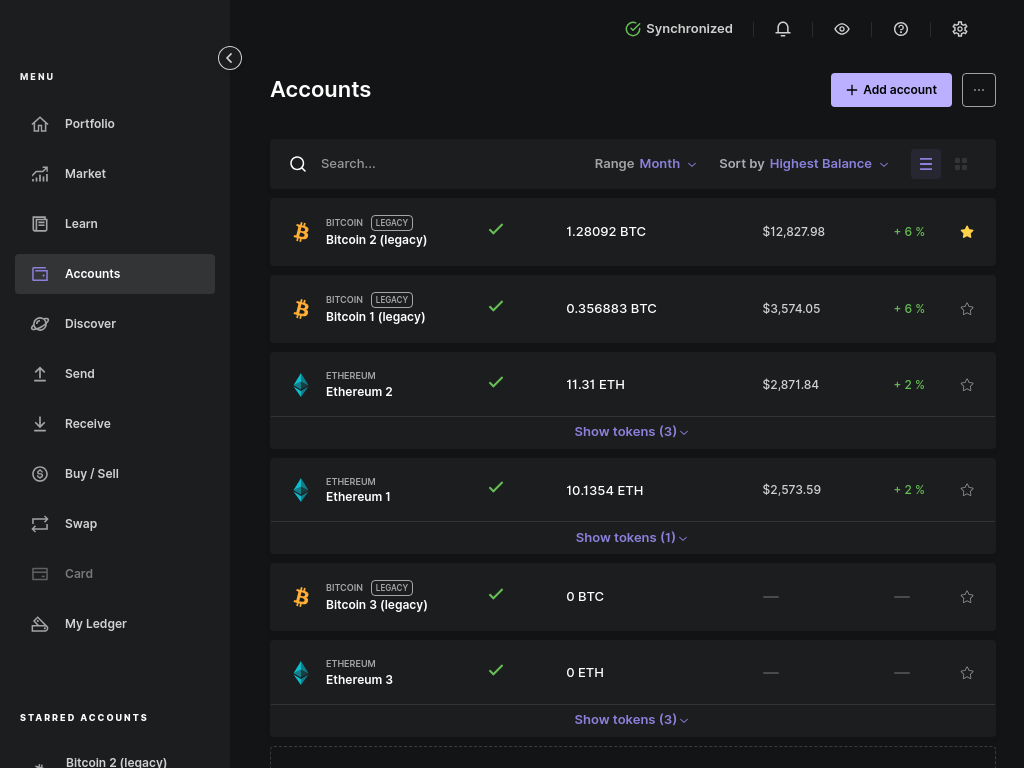 Synchronized
MENU
Portfolio
Market
Learn
Accounts
Discover
Send
Receive
Buy / Sell
Swap
Card
My Ledger
STARRED ACCOUNTS
Bitcoin 2 (legacy)
Accounts
+ Add account
...
Search...
Range Month
Sort by Highest Balance
BITCOIN LEGACY
Bitcoin 2 (legacy)
1.28092 BTC
$12,827.98
+ 6 %
BITCOIN LEGACY
Bitcoin 1 (legacy)
0.356883 BTC
$3,574.05
+ 6 %
ETHEREUM
Ethereum 2
11.31 ETH
$2,871.84
+ 2 %
Show tokens (3)
ETHEREUM
Ethereum 1
10.1354 ETH
$2,573.59
+ 2 %
Show tokens (1)
BITCOIN LEGACY
Bitcoin 3 (legacy)
0 BTC
—
—
ETHEREUM
Ethereum 3
0 ETH
—
—
Show tokens (3)